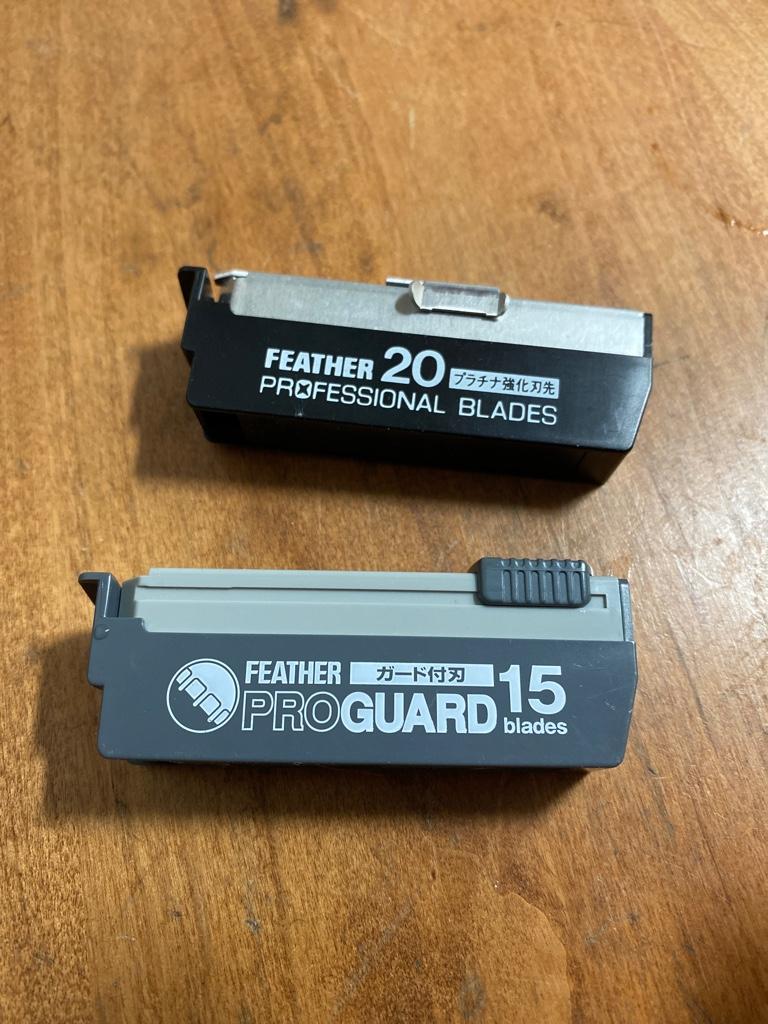 FEATHER 20 プラチナ強化刃先
PROFESSIONAL BLADES
FEATHER ガード付刃 15
PROGUARD blades